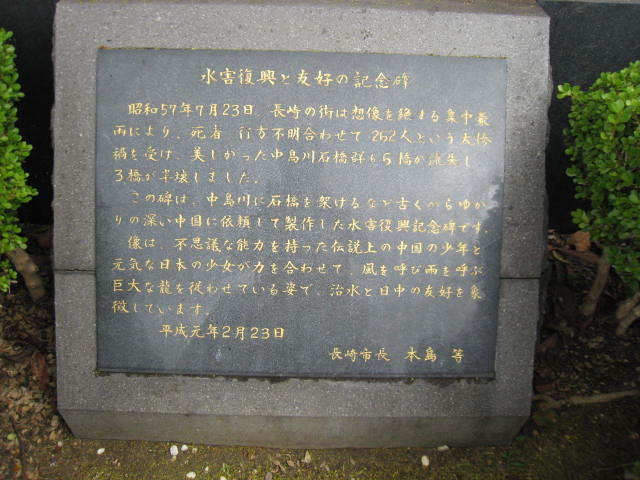 水害復興と友好の記念碑
昭和57年7月23日、長崎の街は想像を絶する集中豪
雨により、死者 行方不明合わせて 262人という大惨
禍を受け、美しかった中島川石橋群も6橋が流失し
3橋が半壊しました。
この碑は、中島川に石橋を架けるなど古くからゆか
りの深い中国に依頼して製作した水害復興記念碑です
像は、不思議な能力を持った伝説上の中国の少年と
元気な日本の少女が力を合わせて、風を呼び雨を呼ぶ
巨大な龍を従わせている姿で、治水と日中の友好を象
徴しています。
平成元年2月23日
長崎市長 本島 等